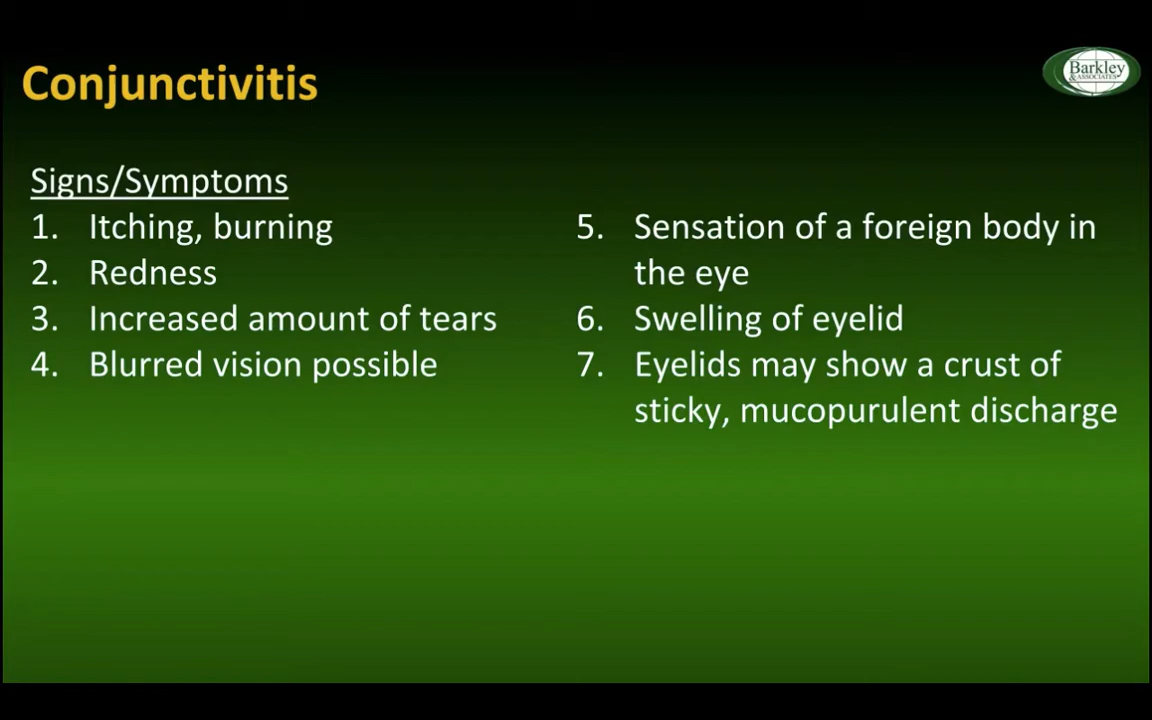 Conjunctivitis
Barkley
& ASSOCIATES
Signs/Symptoms
1. Itching, burning
2. Redness
3. Increased amount of tears
4. Blurred vision possible
5. Sensation of a foreign body in
the eye
6. Swelling of eyelid
7. Eyelids may show a crust of
sticky, mucopurulent discharge